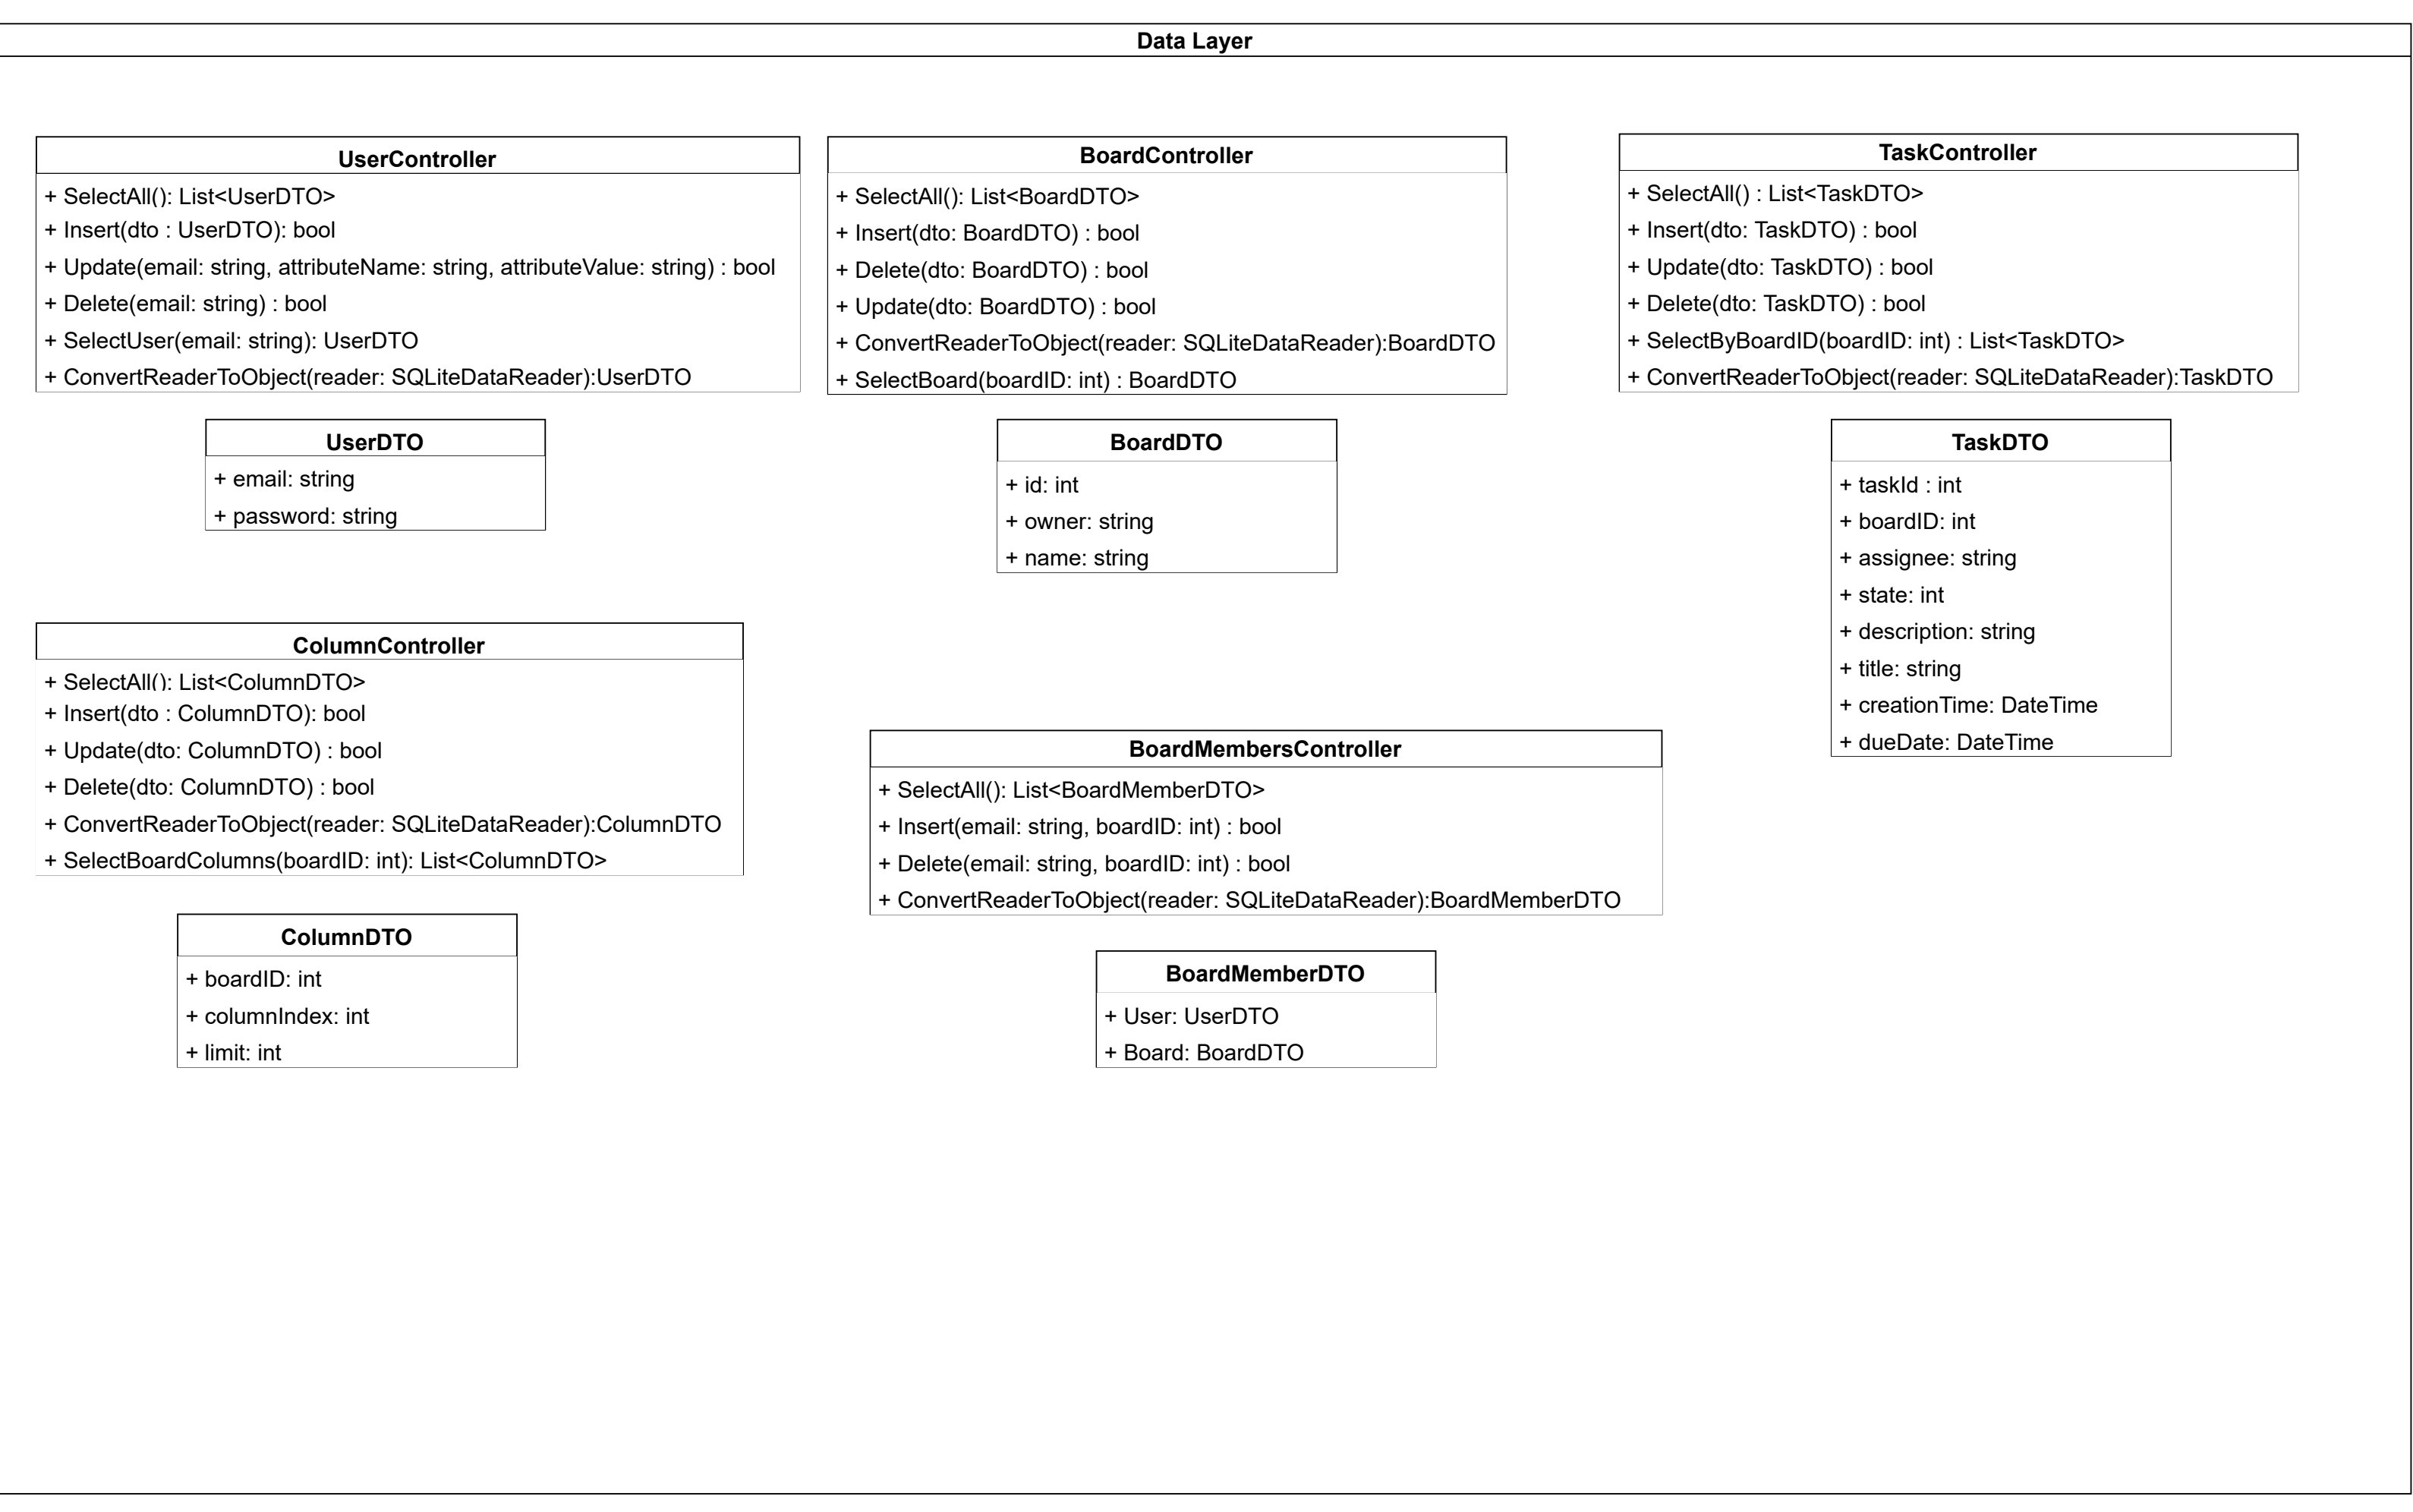 Data Layer
UserController
+ SelectAll(): List<UserDTO>
+ Insert(dto : UserDTO): bool
+ Update(email: string, attributeName: string, attributeValue: string) : bool
+ Delete(email: string) : bool
+ SelectUser(email: string): UserDTO
+ ConvertReaderToObject(reader: SQLiteDataReader):UserDTO
UserDTO
+ email: string
+ password: string
BoardController
+ SelectAll(): List<BoardDTO>
+ Insert(dto: BoardDTO) : bool
+ Delete(dto: BoardDTO) : bool
+ Update(dto: BoardDTO) : bool
+ ConvertReaderToObject(reader: SQLiteDataReader):BoardDTO
+ SelectBoard(boardID: int) : BoardDTO
BoardDTO
+ id: int
+ owner: string
+ name: string
TaskController
+ SelectAll() : List<TaskDTO>
+ Insert(dto: TaskDTO) : bool
+ Update(dto: TaskDTO) : bool
+ Delete(dto: TaskDTO) : bool
+ SelectByBoardID(boardID: int) : List<TaskDTO>
+ ConvertReaderToObject(reader: SQLiteDataReader):TaskDTO
TaskDTO
+ taskId : int
+ boardID: int
+ assignee: string
+ state: int
+ description: string
+ title: string
+ creationTime: DateTime
+ dueDate: DateTime
ColumnController
+ SelectAll(): List<ColumnDTO>
+ Insert(dto : ColumnDTO): bool
+ Update(dto: ColumnDTO) : bool
+ Delete(dto: ColumnDTO) : bool
+ ConvertReaderToObject(reader: SQLiteDataReader):ColumnDTO
+ SelectBoardColumns(boardID: int): List<ColumnDTO>
ColumnDTO
+ boardID: int
+ columnIndex: int
+ limit: int
BoardMembersController
+ SelectAll(): List<BoardMemberDTO>
+ Insert(email: string, boardID: int) : bool
+ Delete(email: string, boardID: int) : bool
+ ConvertReaderToObject(reader: SQLiteDataReader):BoardMemberDTO
BoardMemberDTO
+ User: UserDTO
+ Board: BoardDTO